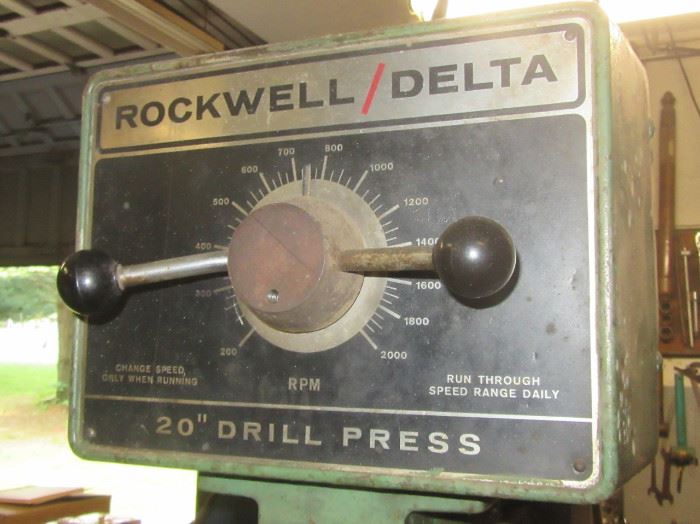 ROCKWELL/DELTA
700 800
600 1000
500 1200
400 1400
300 1600
1800
200 2000
CHANGE SPEED,
ONLY WHEN RUNNING
RPM
RUN THROUGH
SPEED RANGE DAILY
20" DRILL PRESS